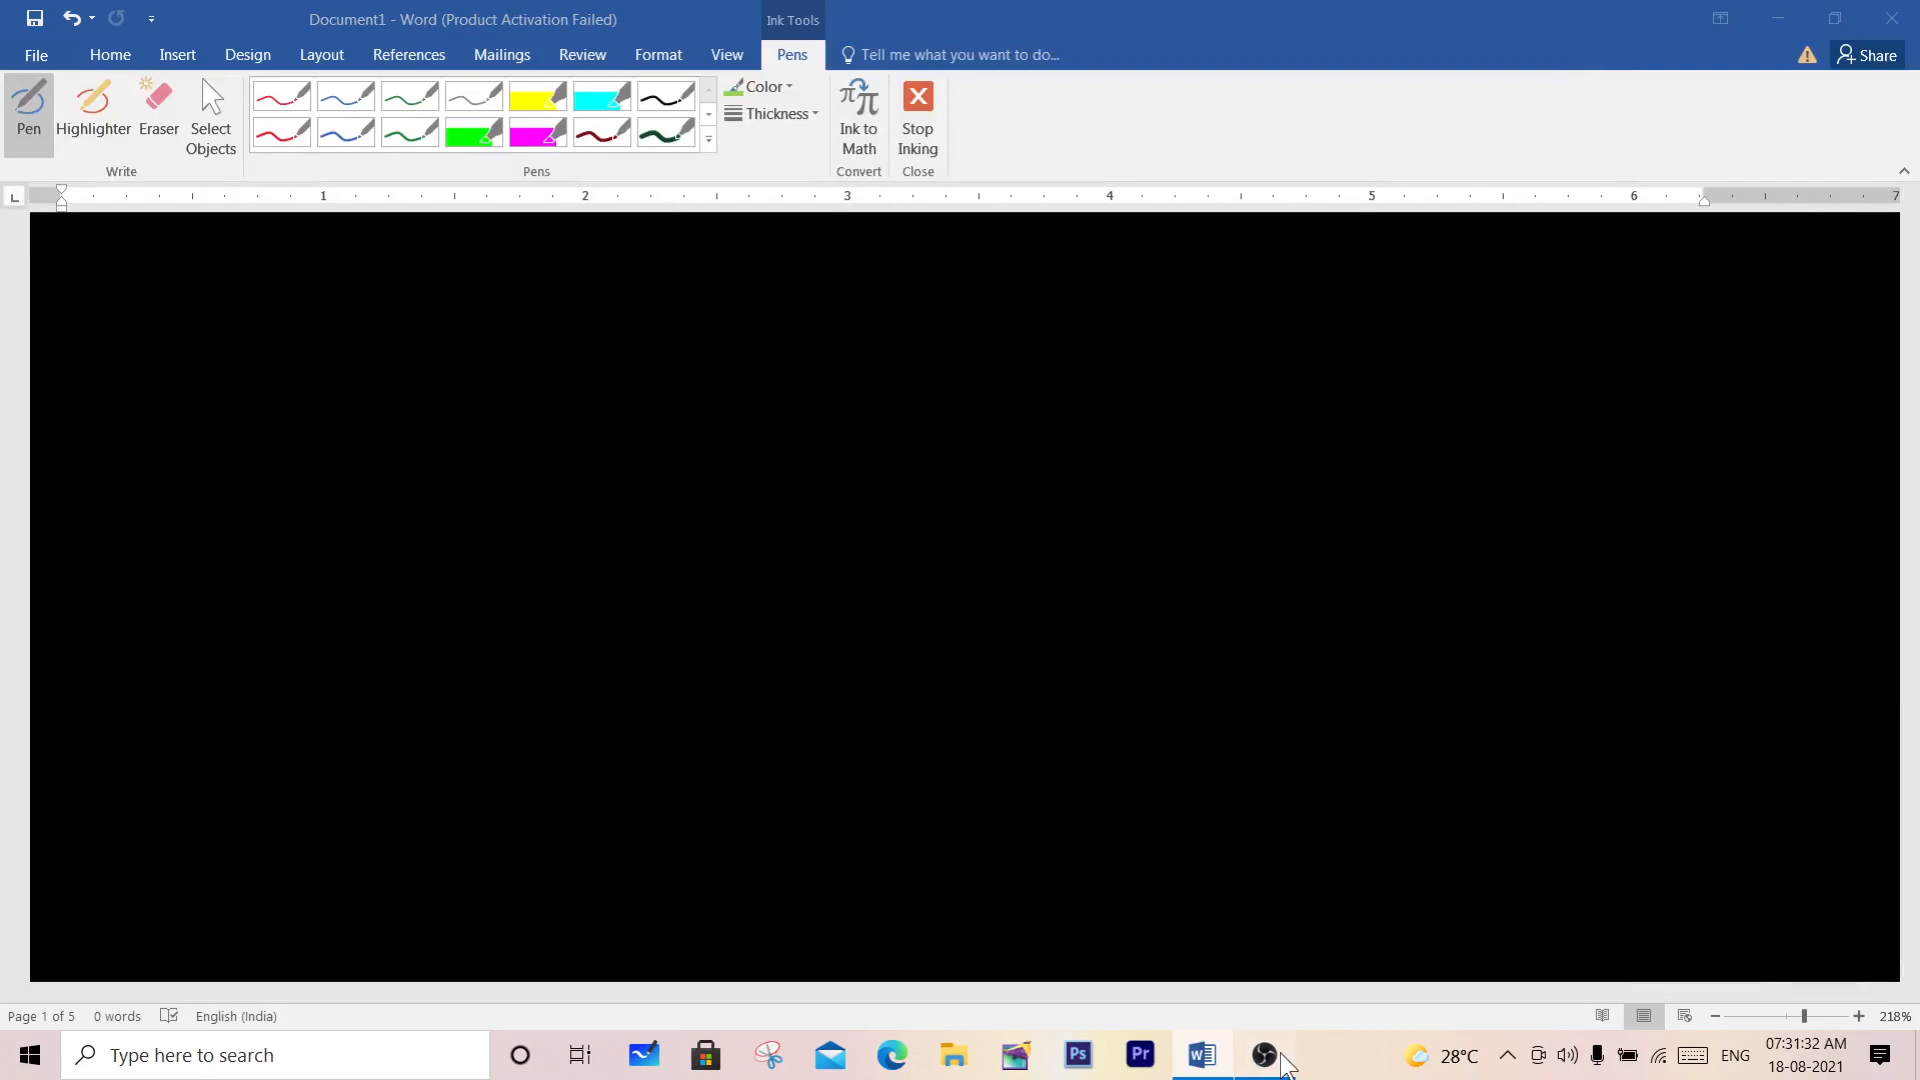 Document1 - Word (Product Activation Failed)
Ink Tools
File Home Insert Design Layout References Mailings Review Format View Pens Tell me what you want to do... Share
Pen Highlighter Eraser Select Objects
Color
Thickness
Ink to Math
Stop Inking
Write Pens Convert Close
1 2 3 4 5 6 7
Page 1 of 5 0 words English (India) 218%
Type here to search
Ps Pr W 28°C ENG 07:31:32 AM
18-08-2021